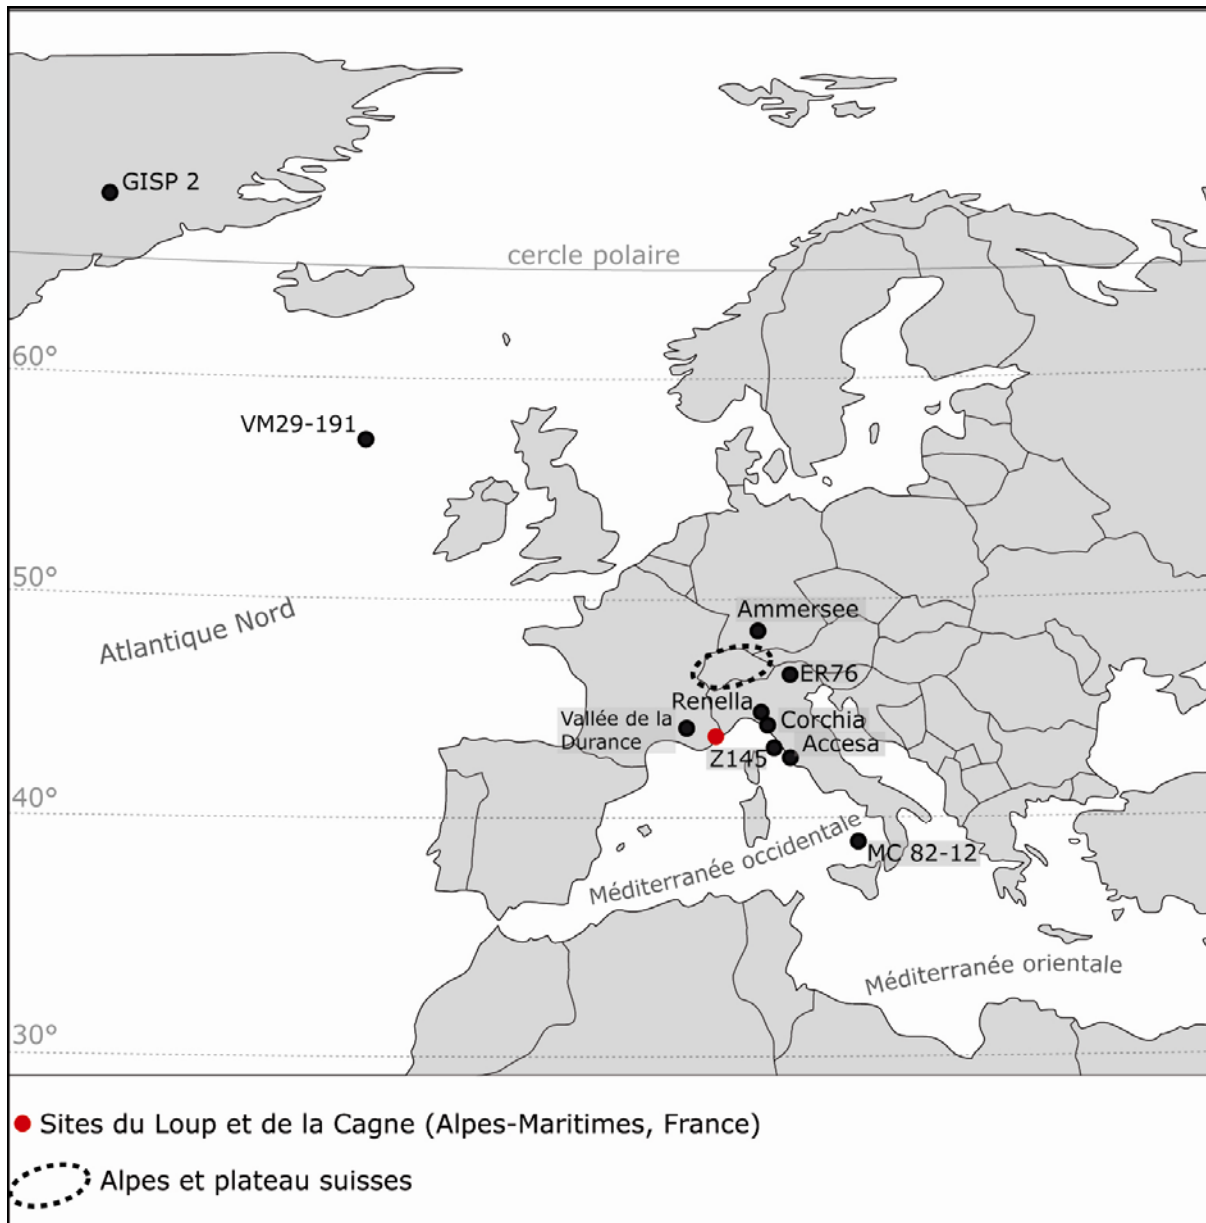 GISP 2
cercle polaire
60°
VM29-191
50°
Atlantique Nord
Ammersee
ER76
Renella
Vallée de la
Durance
Corchia
Accesa
Z145
40°
Méditerranée occidentale
MC 82-12
Méditerranée orientale
30°
Sites du Loup et de la Cagne (Alpes-Maritimes, France)
Alpes et plateau suisses